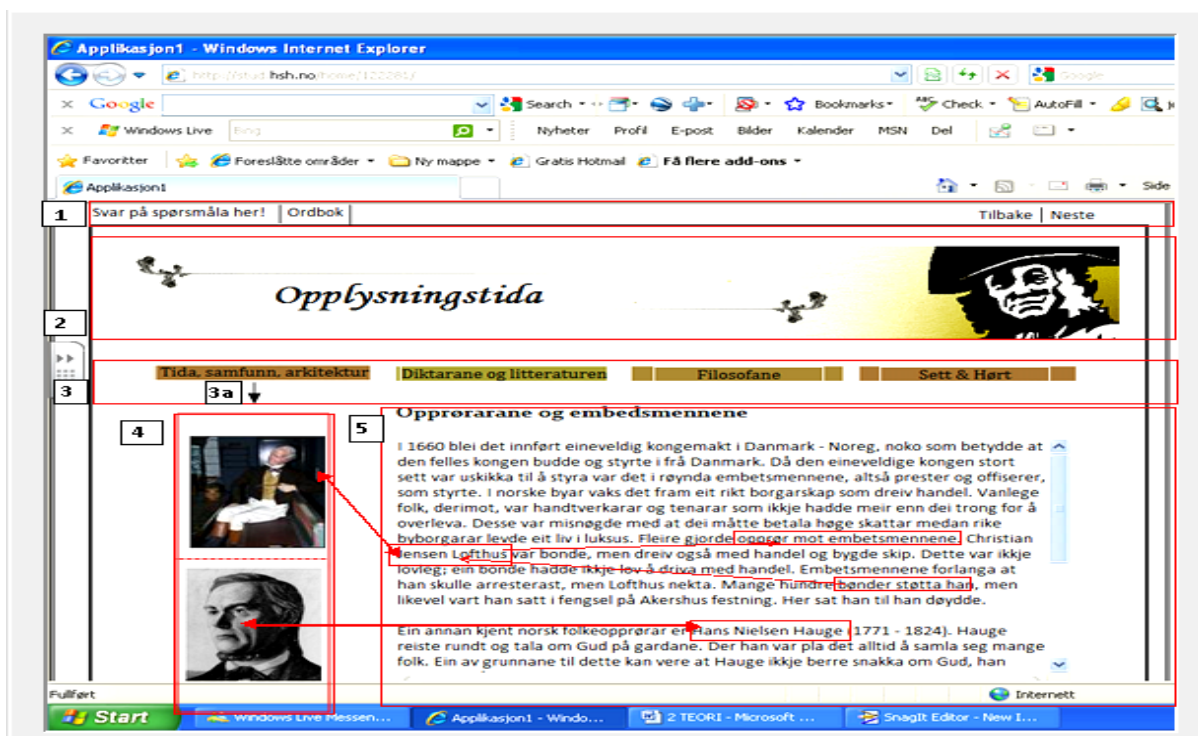 Applikasjon1 - Windows Internet Explorer
http://stud.hsh.no/home/122281/ Google
Google Search Bookmarks Check AutoFill
Windows Live Bing Nyheter Profil E-post Bilder Kalender MSN Del
Favoritter Foreslåtte områder Ny mappe Gratis Hotmail Få flere add-ons
Applikasjon1 Side
1 Svar på spørsmåla her! Ordbok Tilbake Neste
Opplysningstida
2
Tida, samfunn, arkitektur Diktarane og litteraturen Filosofane Sett & Hørt
3 3a
4 5
Opprørarane og embedsmennene
I 1660 blei det innført eineveldig kongemakt i Danmark - Noreg, noko som betydde at
den felles kongen budde og styrte i frå Danmark. Då den eineveldige kongen stort
sett var uskikka til å styra var det i røynda embetsmennene, altså prester og offiserer,
som styrte. I norske byar vaks det fram eit rikt borgarskap som dreiv handel. Vanlege
folk, derimot, var handtverkarar og tenarar som ikkje hadde meir enn dei trong for å
overleva. Desse var misnøgde med at dei måtte betala høge skattar medan rike
byborgarar levde eit liv i luksus. Fleire gjorde opprør mot embetsmennene. Christian
Jensen Lofthus var bonde, men dreiv også med handel og bygde skip. Dette var ikkje
lovleg; ein bonde hadde ikkje lov å driva med handel. Embetsmennene forlanga at
han skulle arresterast, men Lofthus nekta. Mange hundre bønder støtta han, men
likevel vart han satt i fengsel på Akershus festning. Her sat han til han døydde.
Ein annan kjent norsk folkeopprørar er Hans Nielsen Hauge (1771 - 1824). Hauge
reiste rundt og tala om Gud på gardane. Der han var pla det alltid å samla seg mange
folk. Ein av grunnane til dette kan vere at Hauge ikkje berre snakka om Gud, han
Fullført Internett
Start Windows Live Messen... Applikasjon1 - Windo... 2 TEORI - Microsoft ... SnagIt Editor - New I...